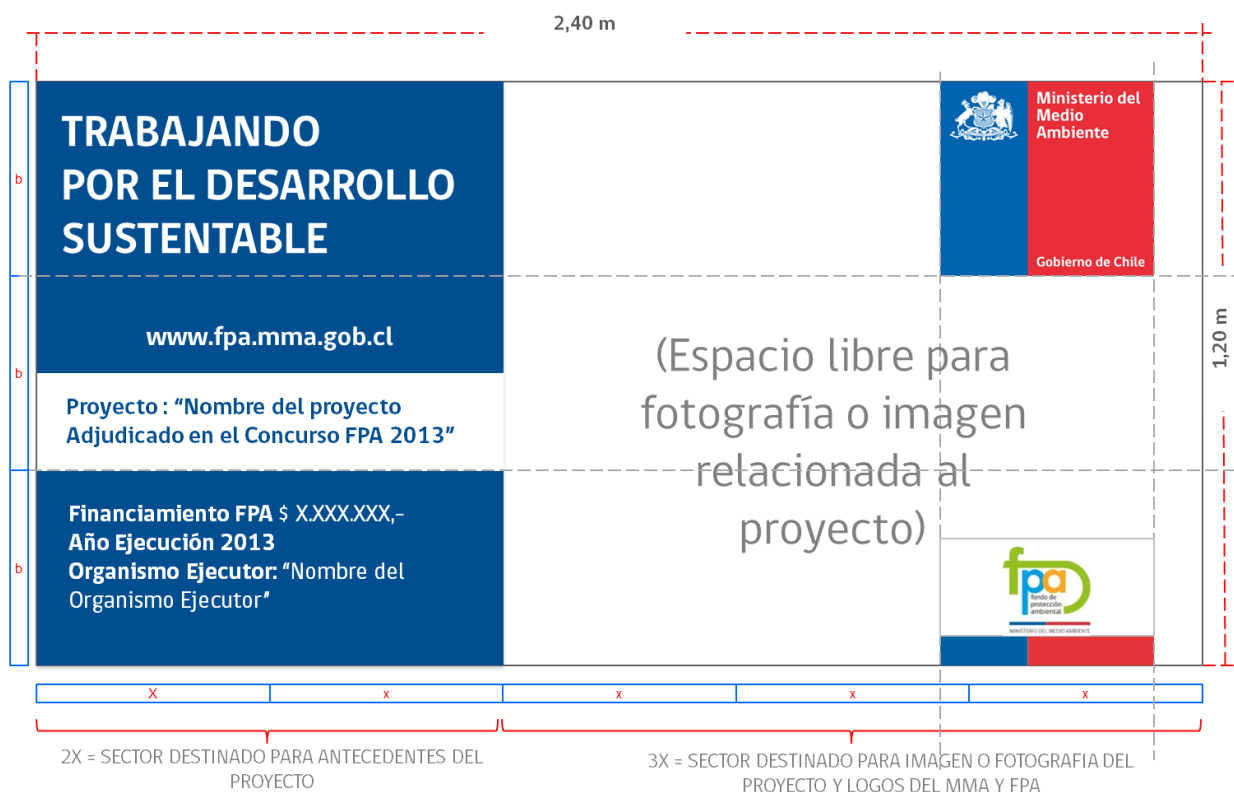 2,40 m
TRABAJANDO
POR EL DESARROLLO
SUSTENTABLE
www.fpa.mma.gob.cl
Proyecto : “Nombre del proyecto
Adjudicado en el Concurso FPA 2013”
Financiamiento FPA $ X.XXX.XXX,–
Año Ejecución 2013
Organismo Ejecutor: “Nombre del
Organismo Ejecutor”
b
b
b
Ministerio del
Medio
Ambiente
Gobierno de Chile
(Espacio libre para
fotografía o imagen
relacionada al
proyecto)
1,20 m
fpa
fondo de
protección
ambiental
MINISTERIO DEL MEDIO AMBIENTE
X
x
x
x
x
2X = SECTOR DESTINADO PARA ANTECEDENTES DEL
PROYECTO
3X = SECTOR DESTINADO PARA IMAGEN O FOTOGRAFIA DEL
PROYECTO Y LOGOS DEL MMA Y FPA